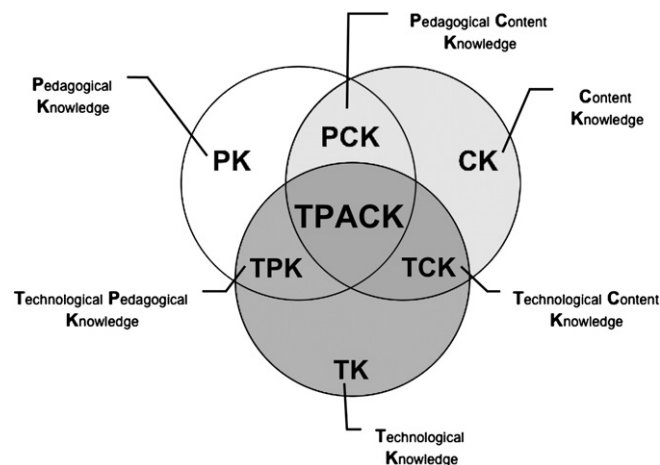 Pedagogical Content
Knowledge
Pedagogical
Knowledge
Content
Knowledge
PCK
PK
CK
TPACK
TPK
TCK
Technological Pedagogical
Knowledge
Technological Content
Knowledge
TK
Technological
Knowledge